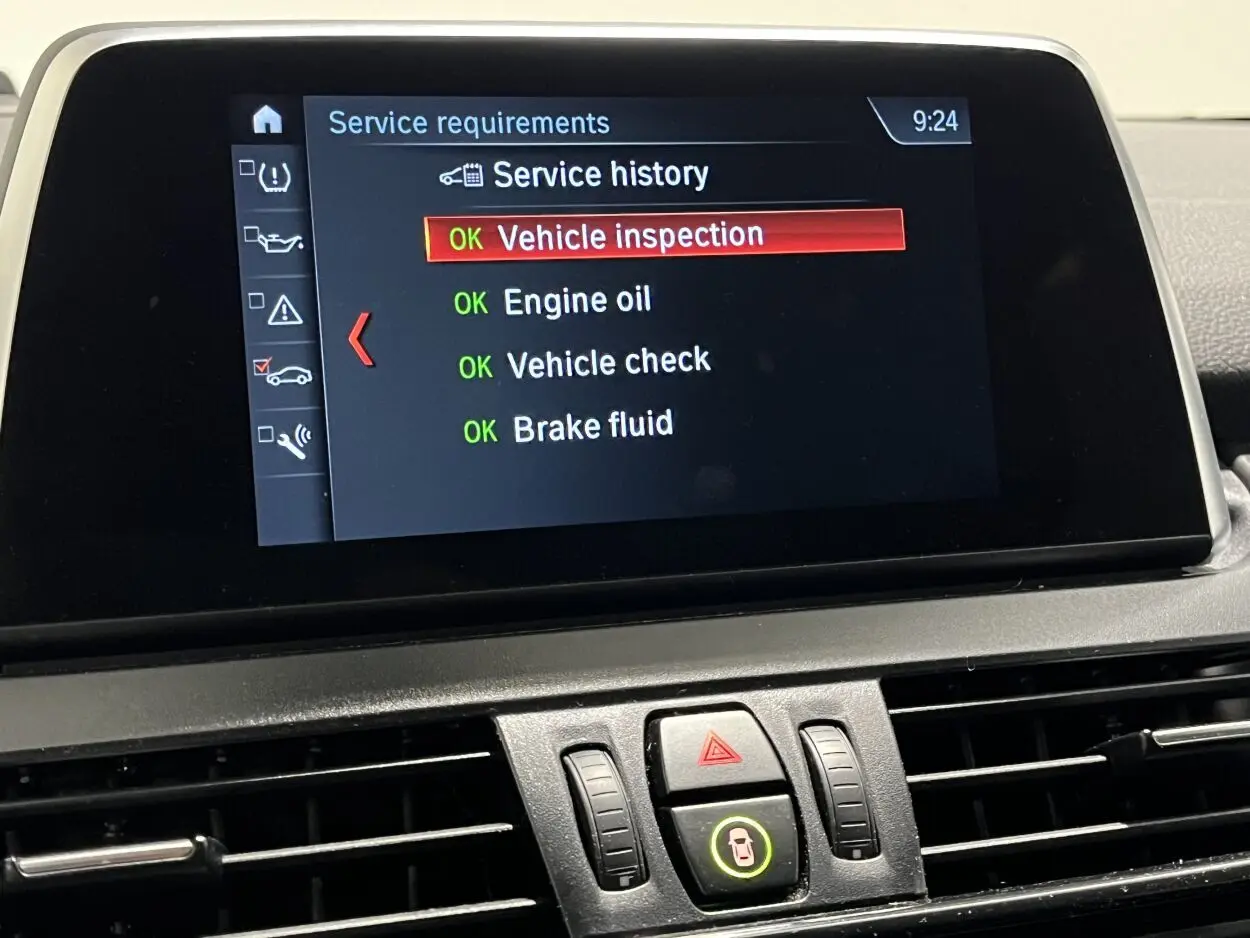 Service requirements
9:24
Service history
OK Vehicle inspection
OK Engine oil
OK Vehicle check
OK Brake fluid